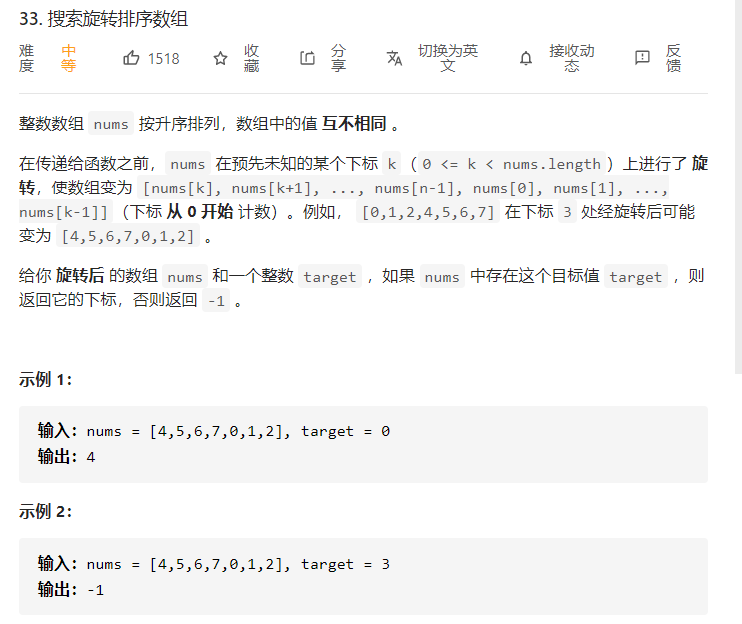 33. 搜索旋转排序数组
难度 中等 1518 收藏 分享 切换为英文 接收动态 反馈
整数数组 nums 按升序排列，数组中的值 互不相同 。
在传递给函数之前，nums 在预先未知的某个下标 k（0 <= k < nums.length）上进行了 旋
转，使数组变为 [nums[k], nums[k+1], ..., nums[n-1], nums[0], nums[1], ...,
nums[k-1]]（下标 从 0 开始 计数）。例如， [0,1,2,4,5,6,7] 在下标 3 处经旋转后可能
变为 [4,5,6,7,0,1,2] 。
给你 旋转后 的数组 nums 和一个整数 target ，如果 nums 中存在这个目标值 target ，则
返回它的下标，否则返回 -1 。
示例 1：
输入：nums = [4,5,6,7,0,1,2], target = 0
输出：4
示例 2：
输入：nums = [4,5,6,7,0,1,2], target = 3
输出：-1